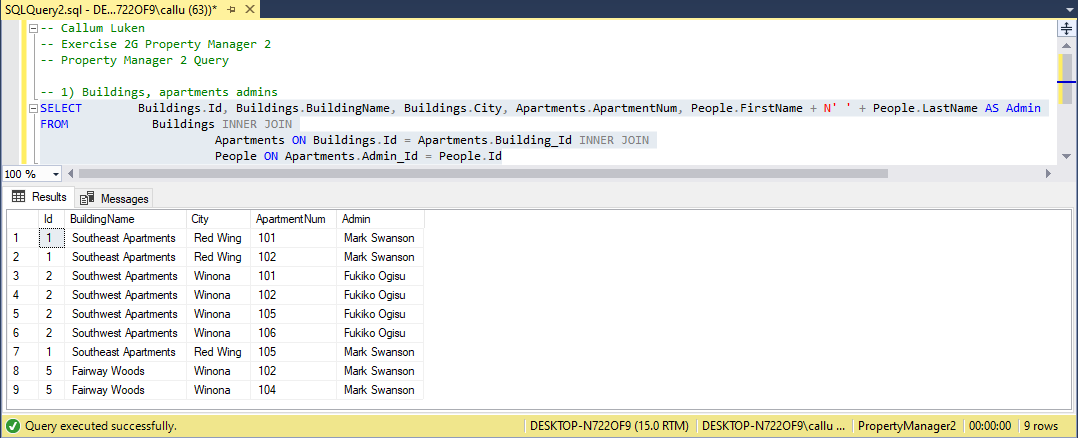 SQLQuery2.sql - DE...722OF9\callu (63))*
-- Callum Luken
-- Exercise 2G Property Manager 2
-- Property Manager 2 Query
-- 1) Buildings, apartments admins
SELECT Buildings.Id, Buildings.BuildingName, Buildings.City, Apartments.ApartmentNum, People.FirstName + N' ' + People.LastName AS Admin
FROM Buildings INNER JOIN
Apartments ON Buildings.Id = Apartments.Building_Id INNER JOIN
People ON Apartments.Admin_Id = People.Id
100 %
Results Messages
Id BuildingName City ApartmentNum Admin
1 1 Southeast Apartments Red Wing 101 Mark Swanson
2 1 Southeast Apartments Red Wing 102 Mark Swanson
3 2 Southwest Apartments Winona 101 Fukiko Ogisu
4 2 Southwest Apartments Winona 102 Fukiko Ogisu
5 2 Southwest Apartments Winona 105 Fukiko Ogisu
6 2 Southwest Apartments Winona 106 Fukiko Ogisu
7 1 Southeast Apartments Red Wing 105 Mark Swanson
8 5 Fairway Woods Winona 102 Mark Swanson
9 5 Fairway Woods Winona 104 Mark Swanson
Query executed successfully. DESKTOP-N722OF9 (15.0 RTM) DESKTOP-N722OF9\callu ... PropertyManager2 00:00:00 9 rows